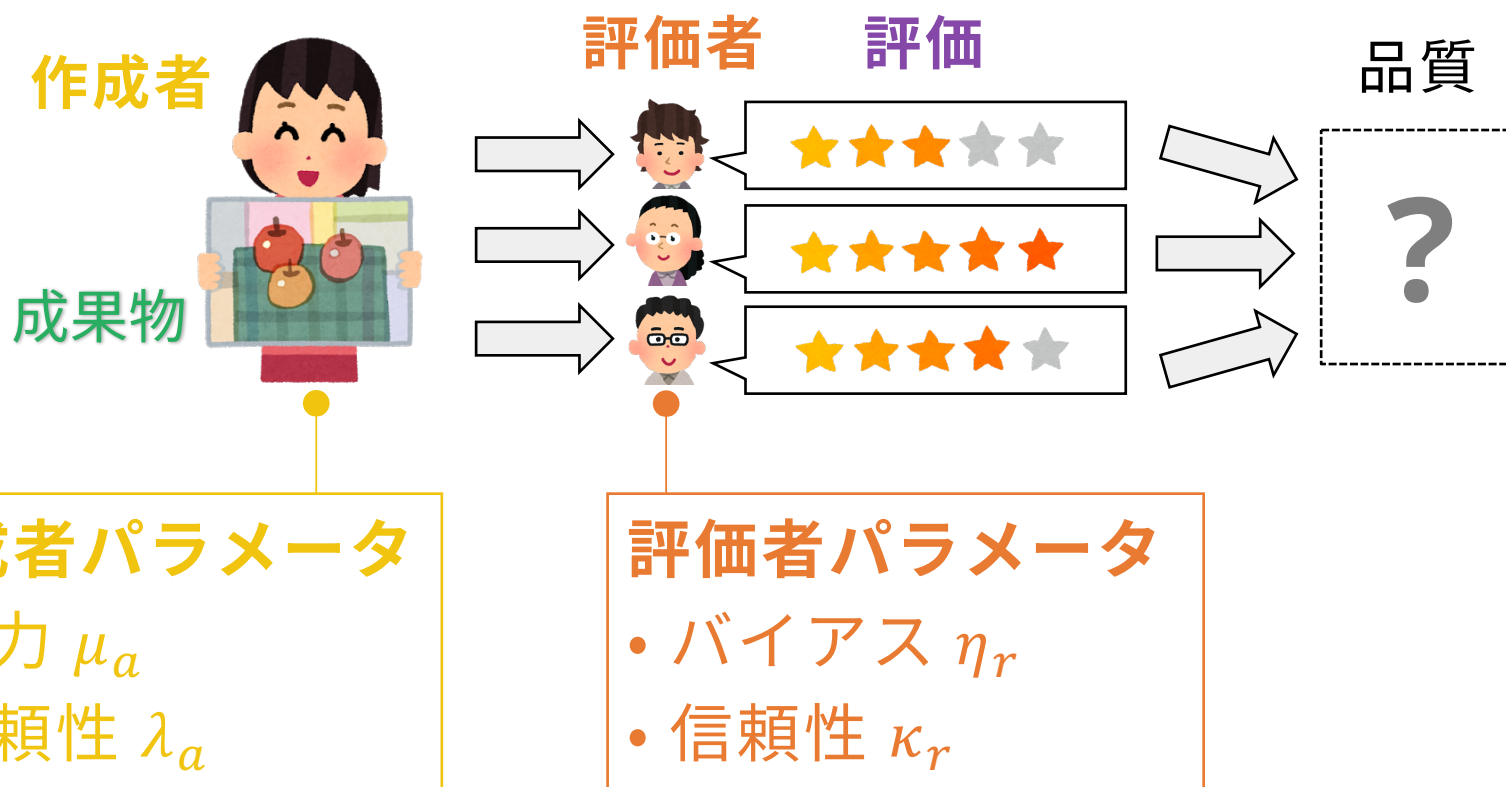 作成者
評価者
評価
品質
成果物
?
者パラメータ
力 μa
頼性 λa
評価者パラメータ
• バイアス ηr
• 信頼性 κr